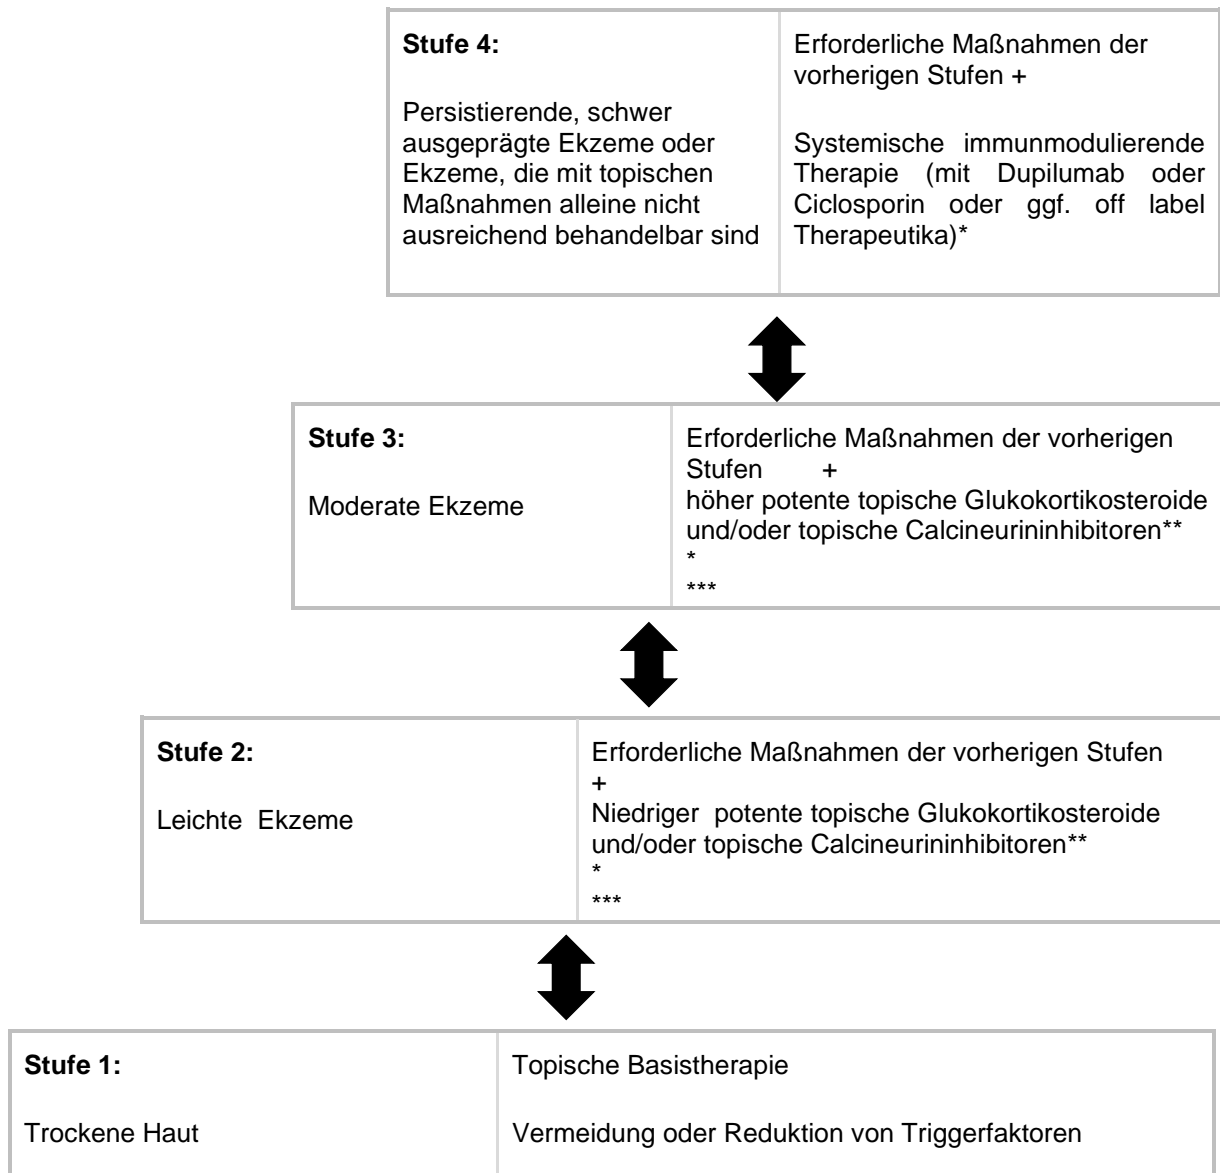 Stufe 4:
Persistierende, schwer
ausgeprägte Ekzeme oder
Ekzeme, die mit topischen
Maßnahmen alleine nicht
ausreichend behandelbar sind
Erforderliche Maßnahmen der
vorherigen Stufen +
Systemische immunmodulierende
Therapie (mit Dupilumab oder
Ciclosporin oder ggf. off label
Therapeutika)*
Stufe 3:
Moderate Ekzeme
Erforderliche Maßnahmen der vorherigen
Stufen +
höher potente topische Glukokortikosteroide
und/oder topische Calcineurininhibitoren**
*
***
Stufe 2:
Leichte Ekzeme
Erforderliche Maßnahmen der vorherigen Stufen
+
Niedriger potente topische Glukokortikosteroide
und/oder topische Calcineurininhibitoren**
*
***
Stufe 1:
Trockene Haut
Topische Basistherapie
Vermeidung oder Reduktion von Triggerfaktoren